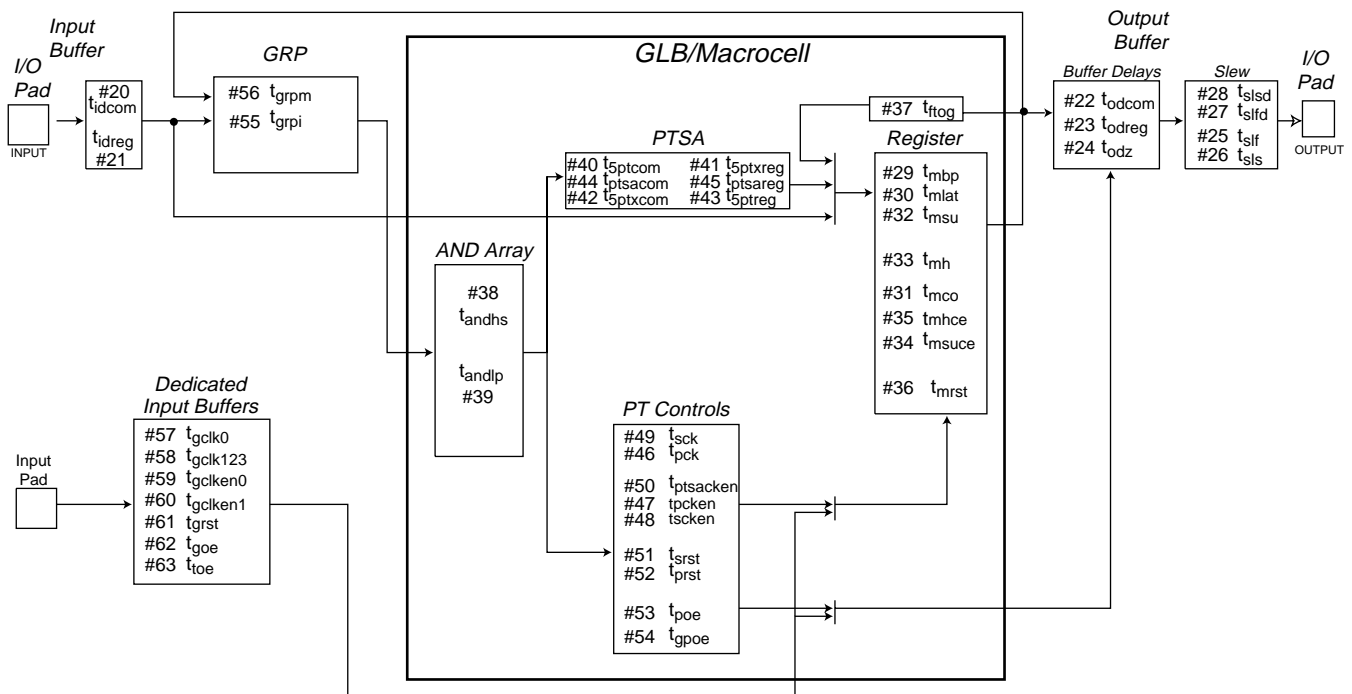 Input
Buffer
I/O
Pad
INPUT
#20
tidcom
tidreg
#21
GRP
#56 tgrpm
#55 tgrpi
GLB/Macrocell
#37 tftog
PTSA
#40 t5ptcom #41 t5ptxreg
#44 tptsacom #45 tptsareg
#42 t5ptxcom #43 t5ptreg
Register
#29 tmbp
#30 tmlat
#32 tmsu
#33 tmh
#31 tmco
#35 tmhce
#34 tmsuce
#36 tmrst
AND Array
#38
tandhs
tandlp
#39
PT Controls
#49 tsck
#46 tpck
#50 tptsacken
#47 tpcken
#48 tscken
#51 tsrst
#52 tprst
#53 tpoe
#54 tgpoe
Output
Buffer
Buffer Delays
#22 todcom
#23 todreg
#24 todz
Slew
#28 tslsd
#27 tslfd
#25 tslf
#26 tsls
I/O
Pad
OUTPUT
Dedicated
Input Buffers
#57 tgclk0
#58 tgclk123
#59 tgclken0
#60 tgclken1
#61 tgrst
#62 tgoe
#63 ttoe
Input
Pad